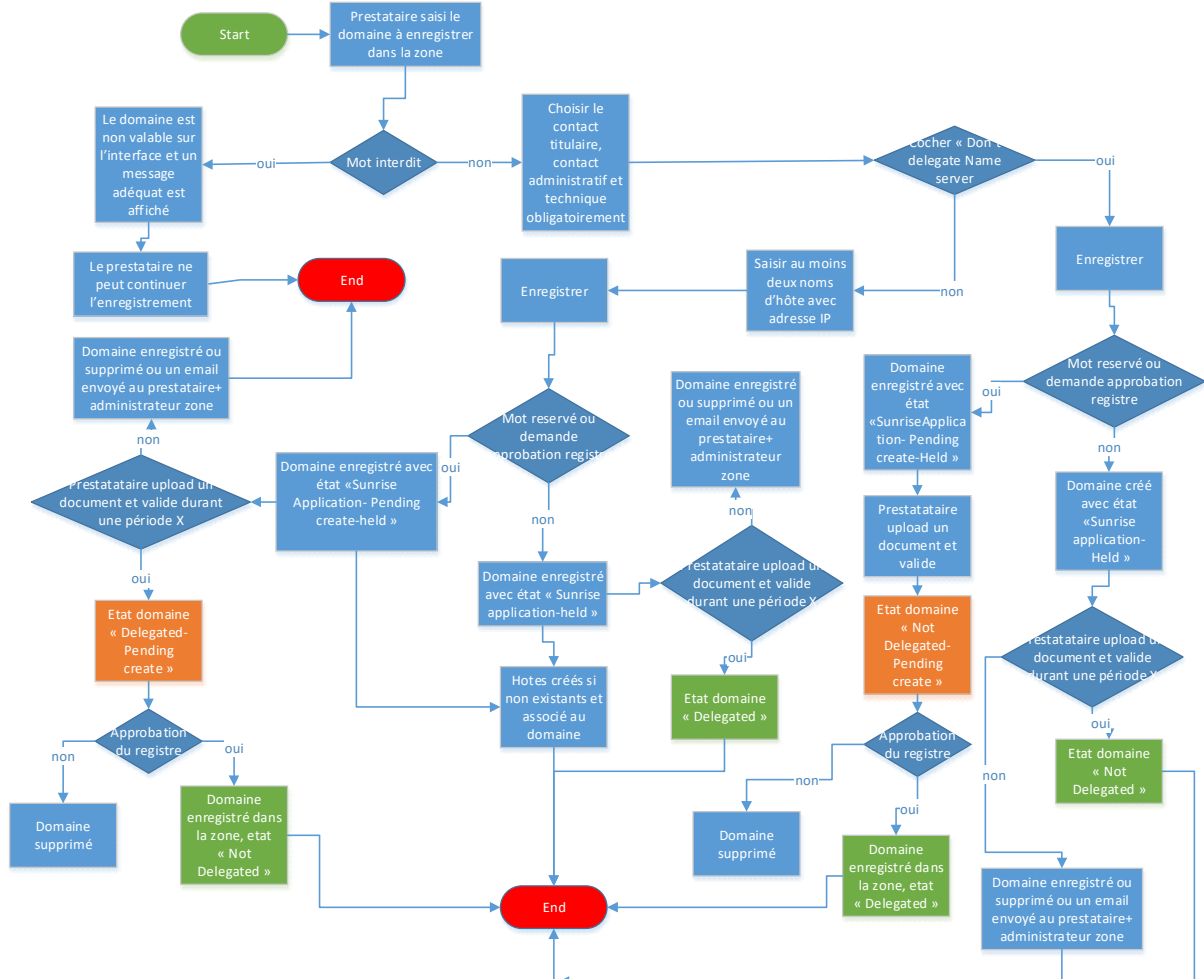 Start
Prestataire saisi le
domaine à enregistrer
dans la zone
Mot interdit
oui
non
Le domaine est
non valable sur
l'interface et un
message
adéquat est
affiché
Le prestataire ne
peut continuer
l'enregistrement
End
Choisir le
contact
titulaire,
contact
administratif et
technique
obligatoirement
Cocher « Don't
delegate Name
server
oui
non
Enregistrer
Saisir au moins
deux noms
d'hôte avec
adresse IP
Enregistrer
Domaine enregistré ou
supprimé ou un email
envoyé au prestataire+
administrateur zone
non
Prestatataire upload un
document et valide durant
une période X
oui
Etat domaine
« Delegated-
Pending
create »
Approbation
du registre
non
oui
Domaine
supprimé
Domaine
enregistré dans
la zone, etat
« Not
Delegated »
Domaine enregistré avec
état «Sunrise
Application- Pending
create-held »
oui
Mot reservé ou
demande
approbation registre
non
Domaine enregistré
avec état « Sunrise
application-held »
Hotes créés si
non existants et
associé au
domaine
Domaine enregistré
ou supprimé ou un
email envoyé au
prestataire+
administrateur
zone
non
Prestatataire upload un
document et valide
durant une période X
oui
Etat domaine
« Delegated »
End
Mot reservé ou
demande approbation
registre
oui
non
Domaine
enregistré avec
état
«SunriseApplica
tion- Pending
create-Held »
Prestatataire
upload un
document et
valide
Etat domaine
« Not
Delegated-
Pending
create »
Approbation
du registre
non
oui
Domaine
supprimé
Domaine
enregistré dans
la zone, etat
« Delegated »
Domaine créé
avec état
«Sunrise
application-
Held »
Prestatataire upload un
document et valide
durant une période X
oui
non
Etat domaine
« Not
Delegated »
Domaine enregistré ou
supprimé ou un email
envoyé au prestataire+
administrateur zone